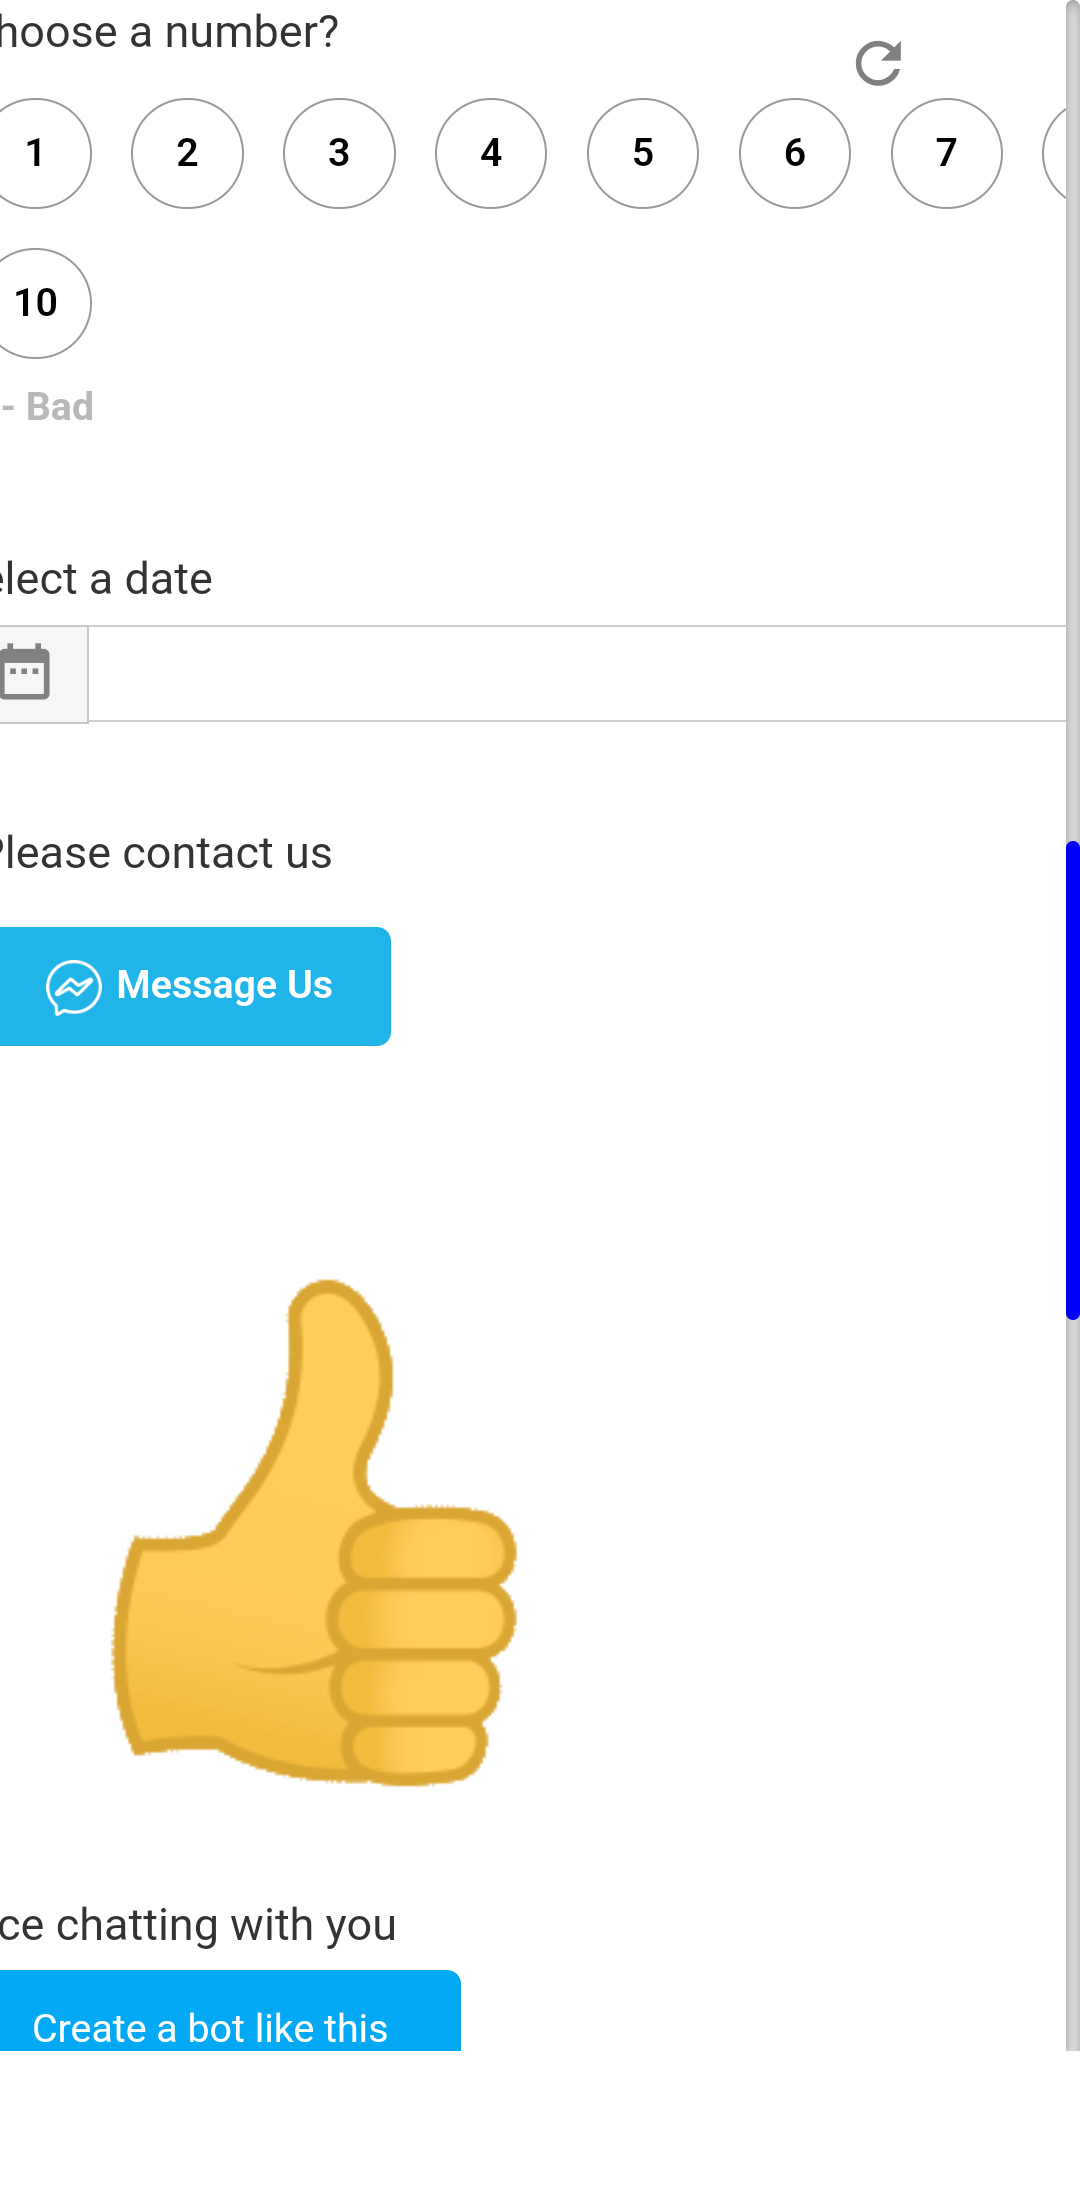 hoose a number?
1 2 3 4 5 6 7
10
- Bad
elect a date
Please contact us
Message Us
ce chatting with you
Create a bot like this